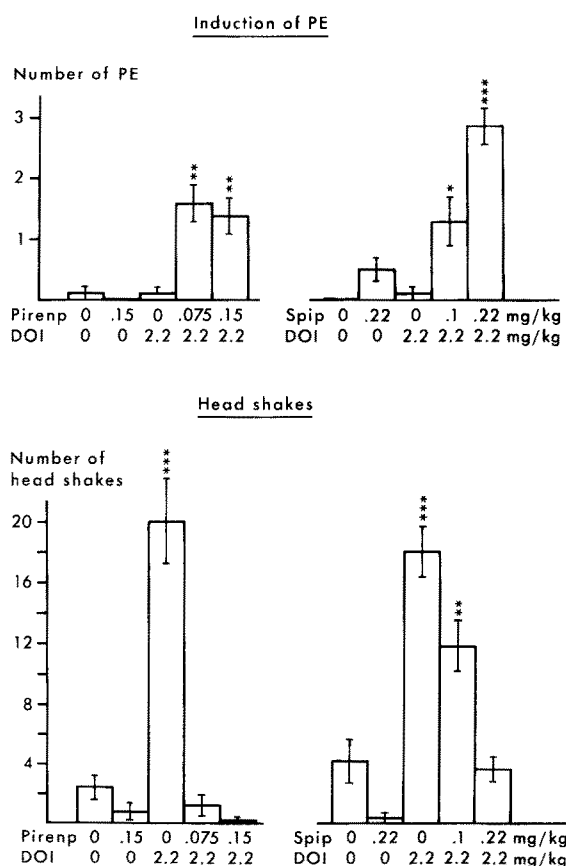 Induction of PE
Number of PE
3
2
1
**
**
*
***
Pirenp 0 .15 0 .075 .15
DOI 0 0 2.2 2.2 2.2
Spip 0 .22 0 .1 .22 mg/kg
DOI 0 0 2.2 2.2 2.2 mg/kg
Head shakes
Number of
head shakes
20
16
12
8
4
***
***
**
Pirenp 0 .15 0 .075 .15
DOI 0 0 2.2 2.2 2.2
Spip 0 .22 0 .1 .22 mg/kg
DOI 0 0 2.2 2.2 2.2 mg/kg